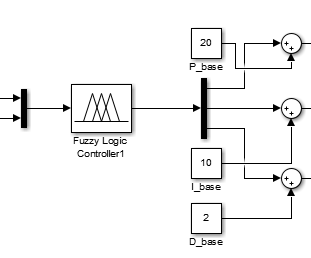 20
P_base
Fuzzy Logic
Controller1
10
I_base
2
D_base